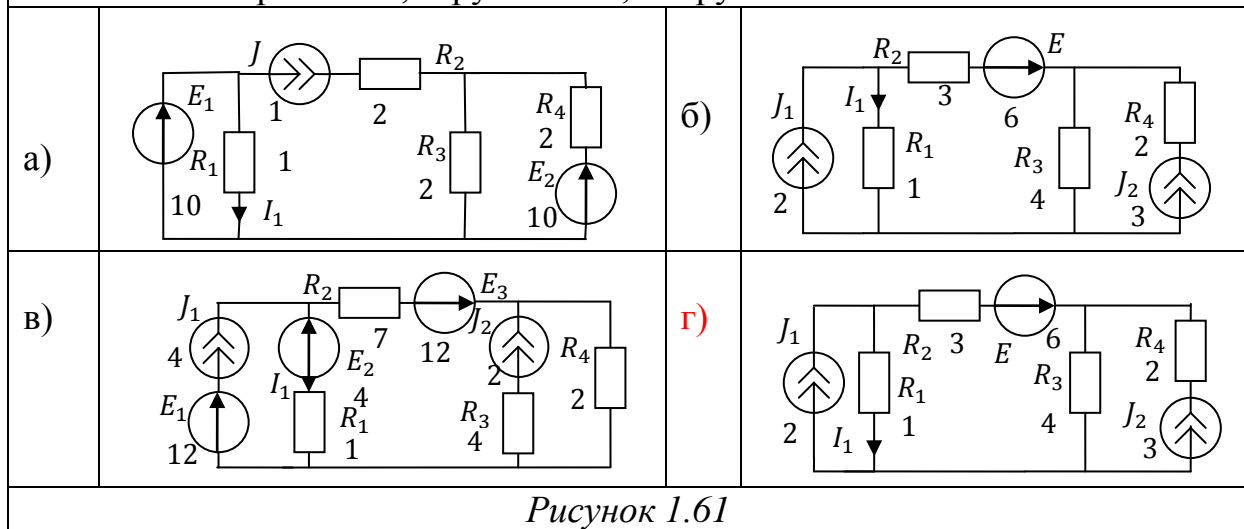 а)
J
1
R₂
2
E₁
10
R₁
1
I₁
R₃
2
R₄
2
E₂
10
б)
J₁
2
I₁
R₁
1
R₂
3
E
6
R₃
4
R₄
2
J₂
3
в)
J₁
4
E₁
12
R₂
7
E₃
12
E₂
4
I₁
R₁
1
J₂
2
R₃
4
R₄
2
г)
J₁
2
R₂
3
E
6
R₁
1
I₁
R₃
4
R₄
2
J₂
3
Рисунок 1.61